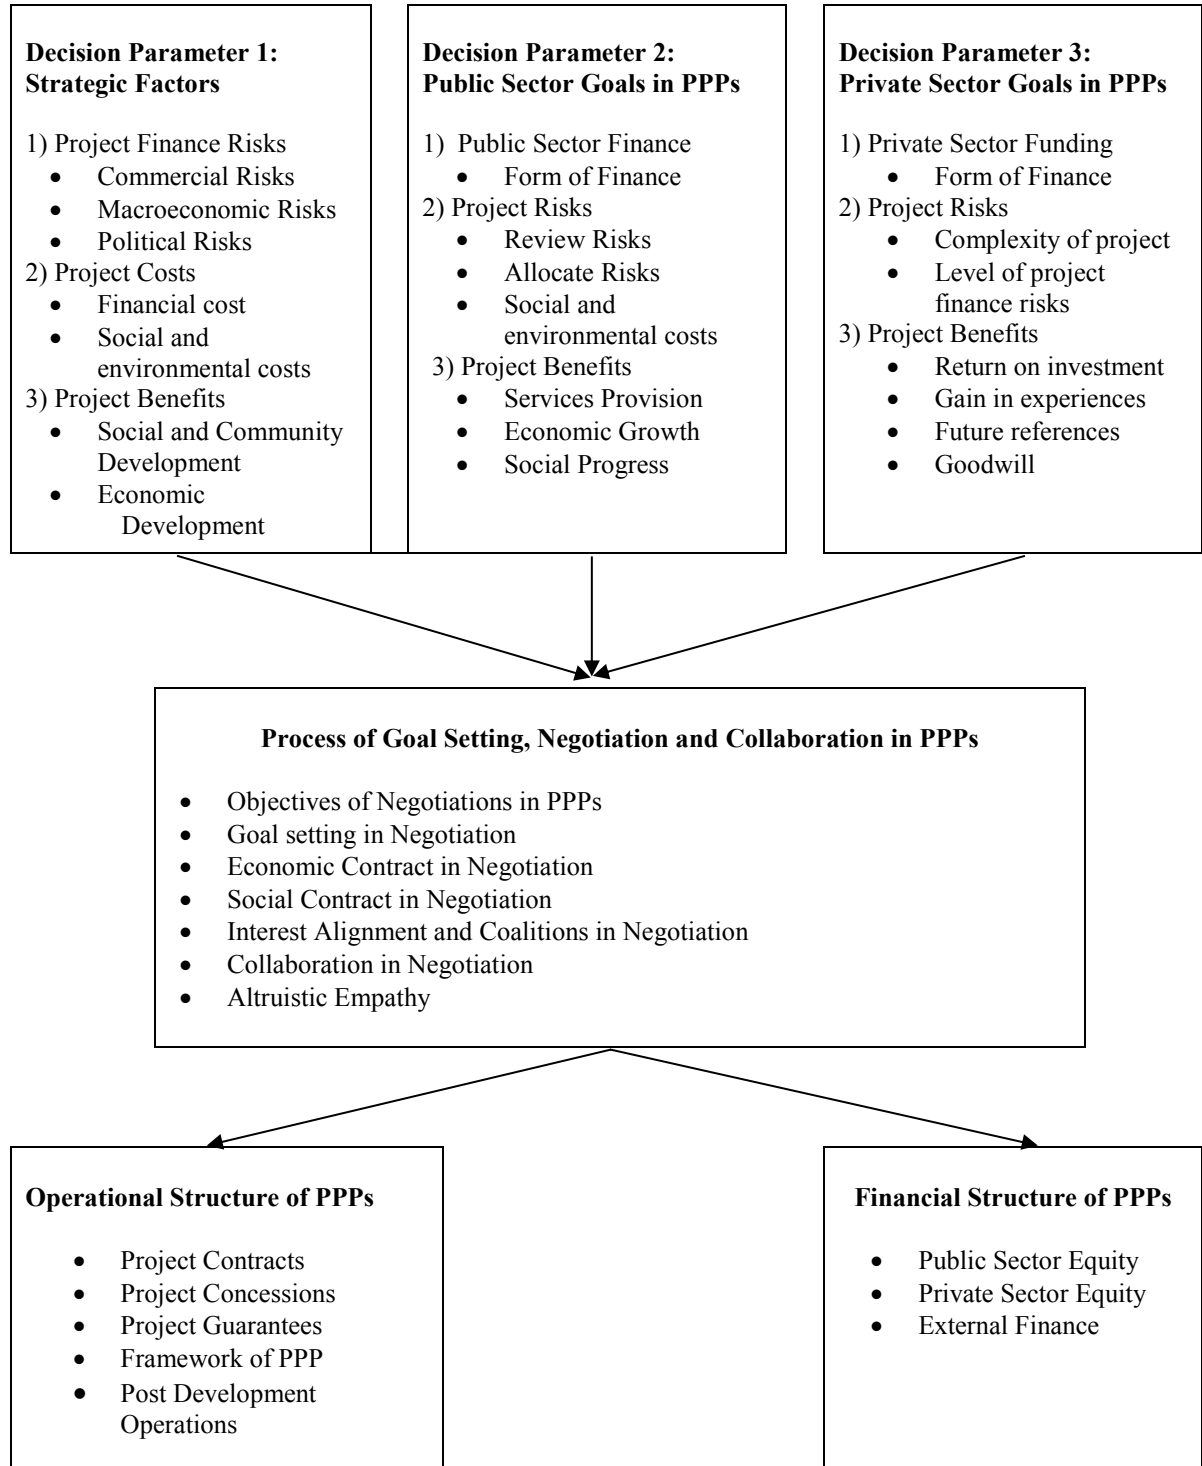 Decision Parameter 1:
Strategic Factors
1) Project Finance Risks
• Commercial Risks
• Macroeconomic Risks
• Political Risks
2) Project Costs
• Financial cost
• Social and
environmental costs
3) Project Benefits
• Social and Community
Development
• Economic
Development
Decision Parameter 2:
Public Sector Goals in PPPs
1) Public Sector Finance
• Form of Finance
2) Project Risks
• Review Risks
• Allocate Risks
• Social and
environmental costs
3) Project Benefits
• Services Provision
• Economic Growth
• Social Progress
Decision Parameter 3:
Private Sector Goals in PPPs
1) Private Sector Funding
• Form of Finance
2) Project Risks
• Complexity of project
• Level of project
finance risks
3) Project Benefits
• Return on investment
• Gain in experiences
• Future references
• Goodwill
Process of Goal Setting, Negotiation and Collaboration in PPPs
• Objectives of Negotiations in PPPs
• Goal setting in Negotiation
• Economic Contract in Negotiation
• Social Contract in Negotiation
• Interest Alignment and Coalitions in Negotiation
• Collaboration in Negotiation
• Altruistic Empathy
Operational Structure of PPPs
• Project Contracts
• Project Concessions
• Project Guarantees
• Framework of PPP
• Post Development
Operations
Financial Structure of PPPs
• Public Sector Equity
• Private Sector Equity
• External Finance